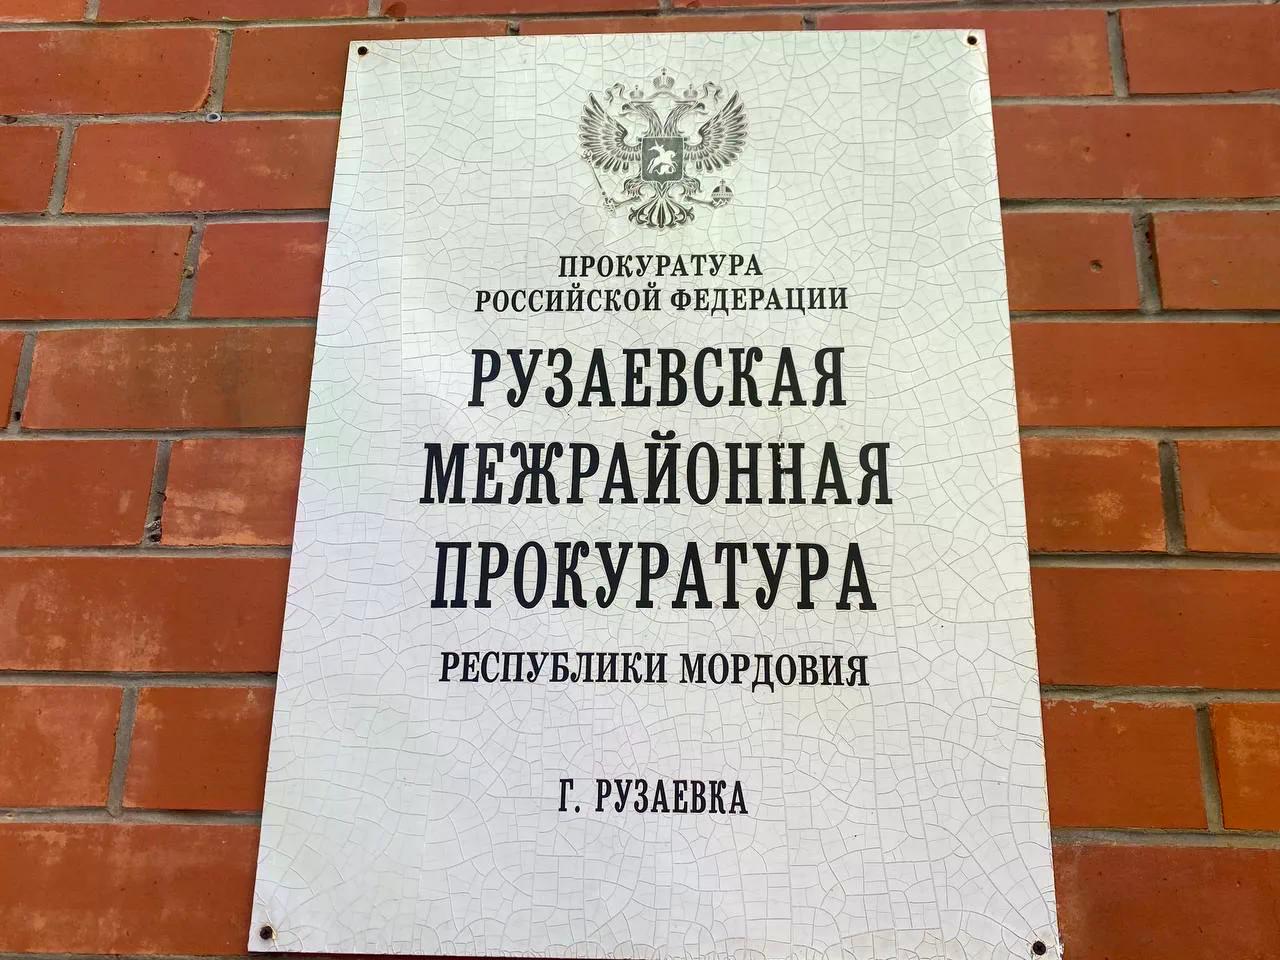 ПРОКУРАТУРА
РОССИЙСКОЙ ФЕДЕРАЦИИ
РУЗАЕВСКАЯ
МЕЖРАЙОННАЯ
ПРОКУРАТУРА
РЕСПУБЛИКИ МОРДОВИЯ
Г. РУЗАЕВКА